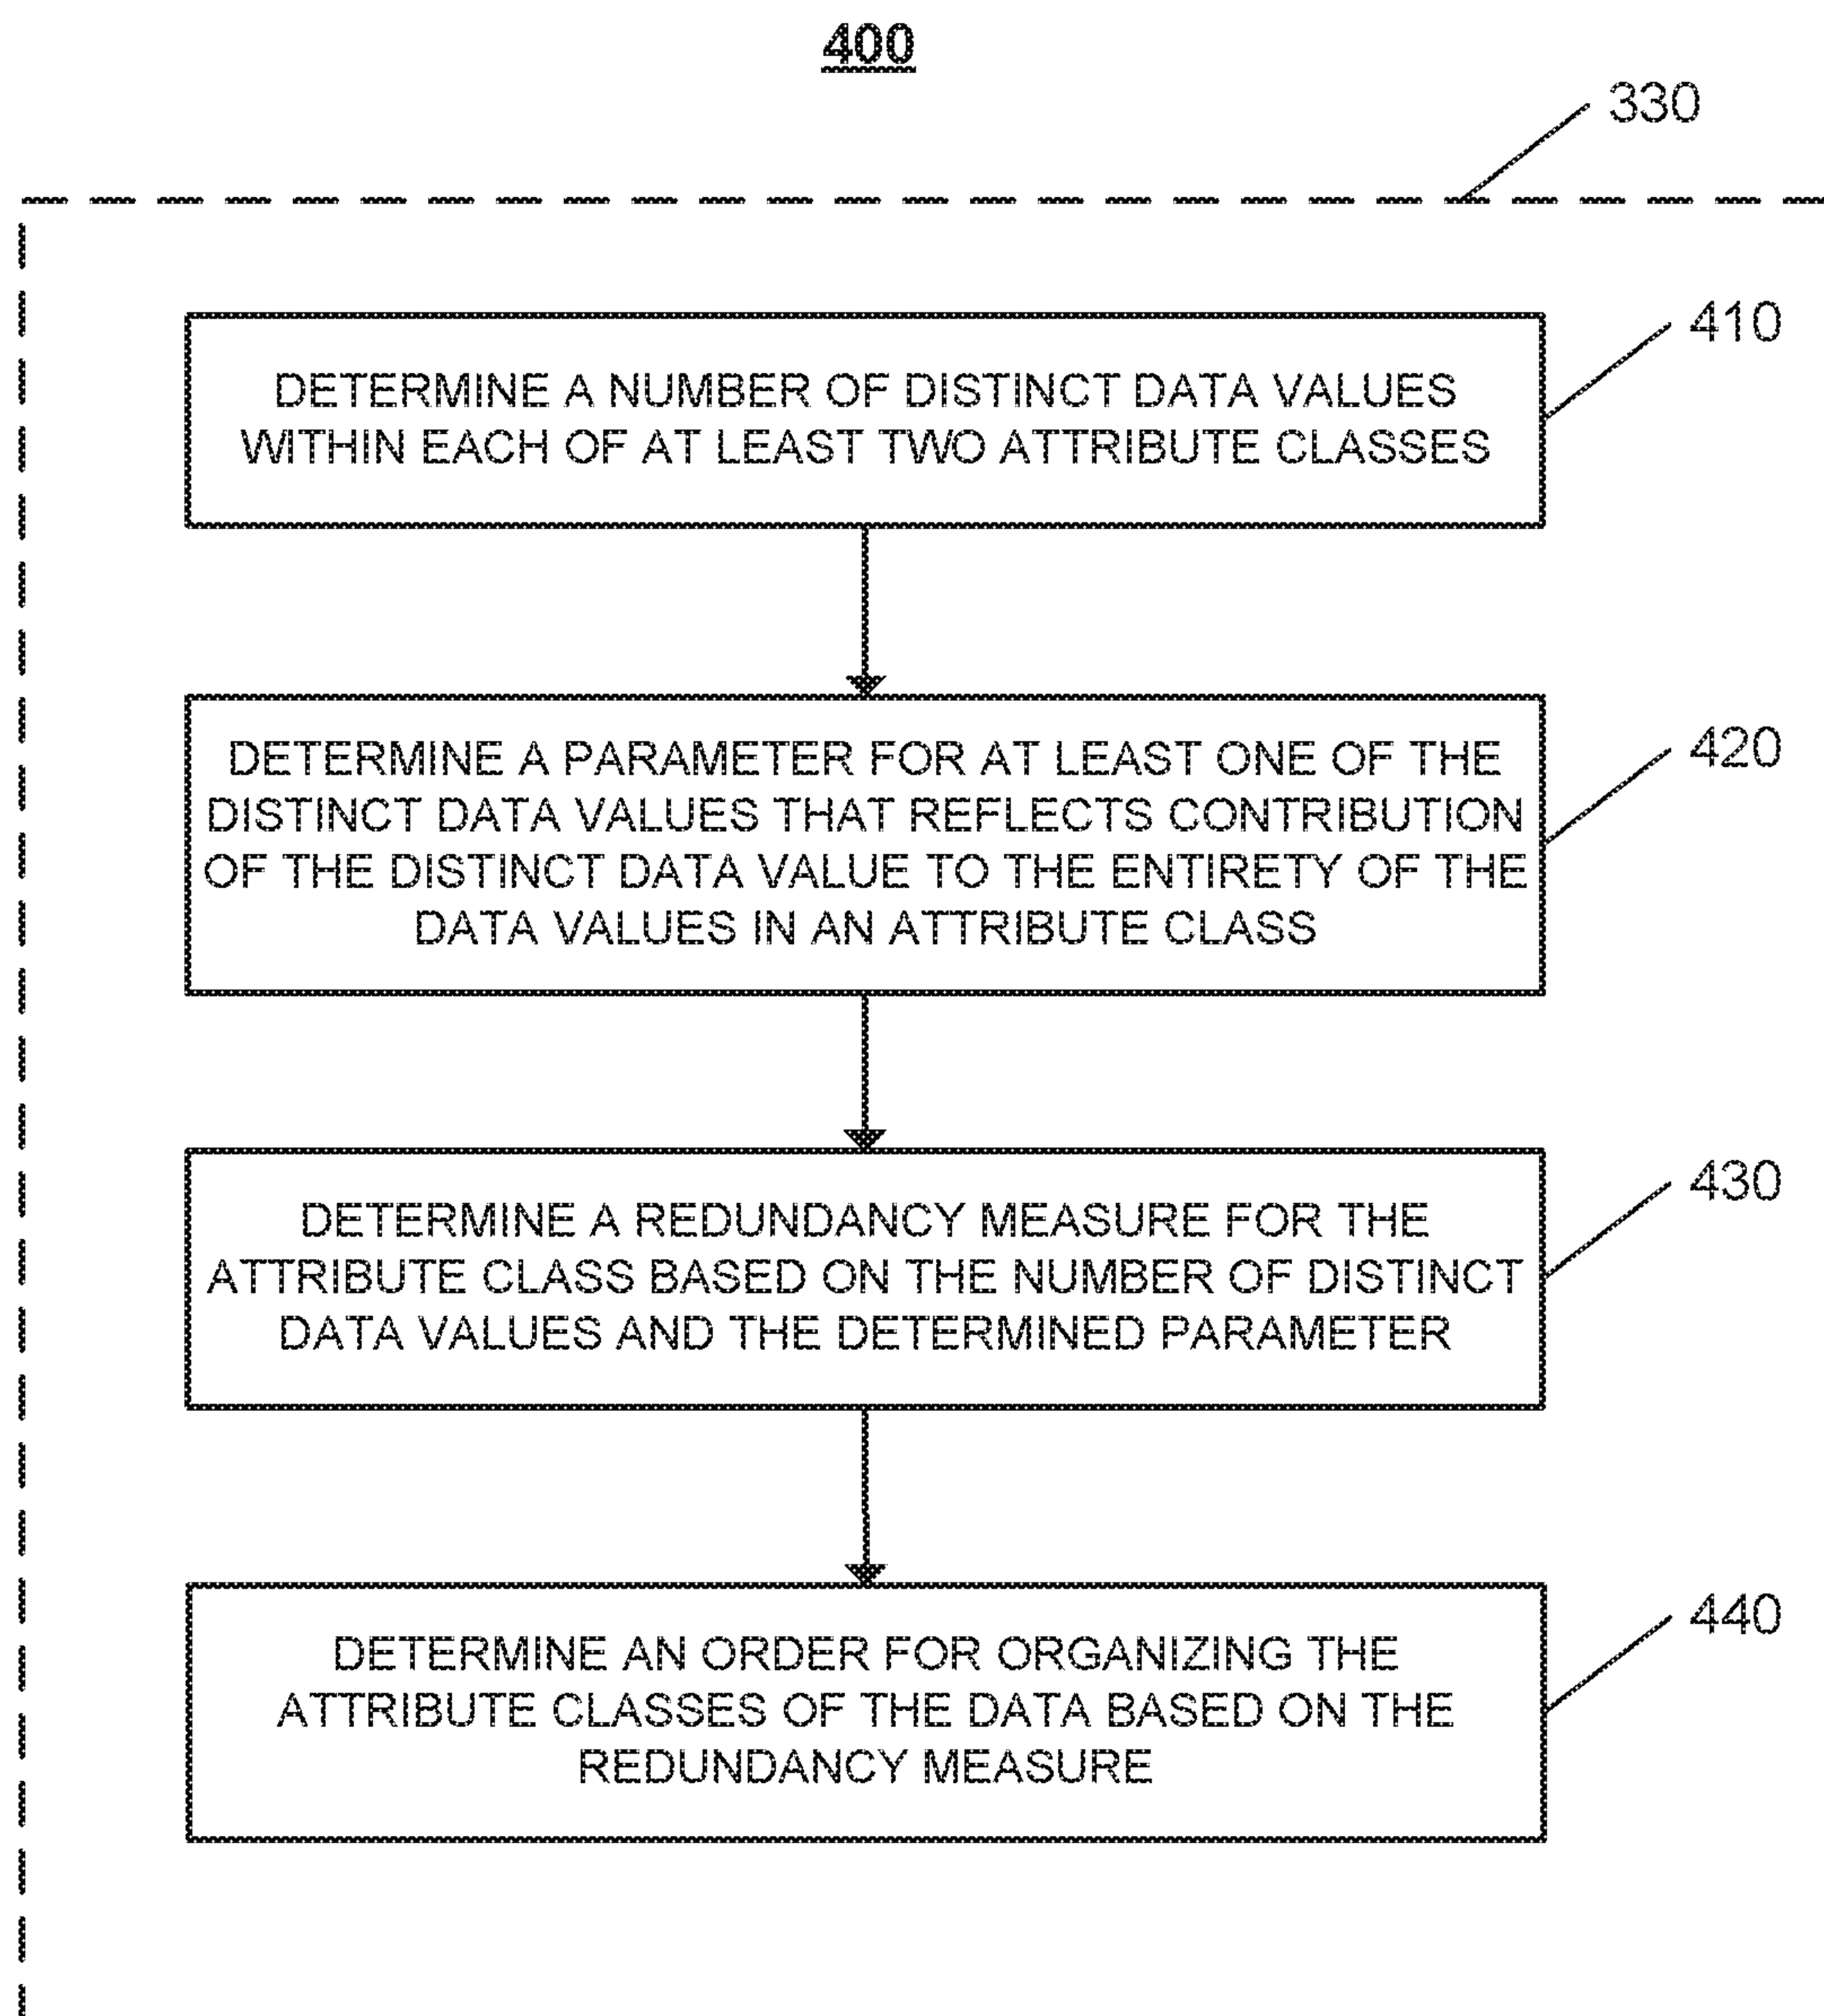 400
330
410
DETERMINE A NUMBER OF DISTINCT DATA VALUES
WITHIN EACH OF AT LEAST TWO ATTRIBUTE CLASSES
420
DETERMINE A PARAMETER FOR AT LEAST ONE OF THE
DISTINCT DATA VALUES THAT REFLECTS CONTRIBUTION
OF THE DISTINCT DATA VALUE TO THE ENTIRETY OF THE
DATA VALUES IN AN ATTRIBUTE CLASS
430
DETERMINE A REDUNDANCY MEASURE FOR THE
ATTRIBUTE CLASS BASED ON THE NUMBER OF DISTINCT
DATA VALUES AND THE DETERMINED PARAMETER
440
DETERMINE AN ORDER FOR ORGANIZING THE
ATTRIBUTE CLASSES OF THE DATA BASED ON THE
REDUNDANCY MEASURE